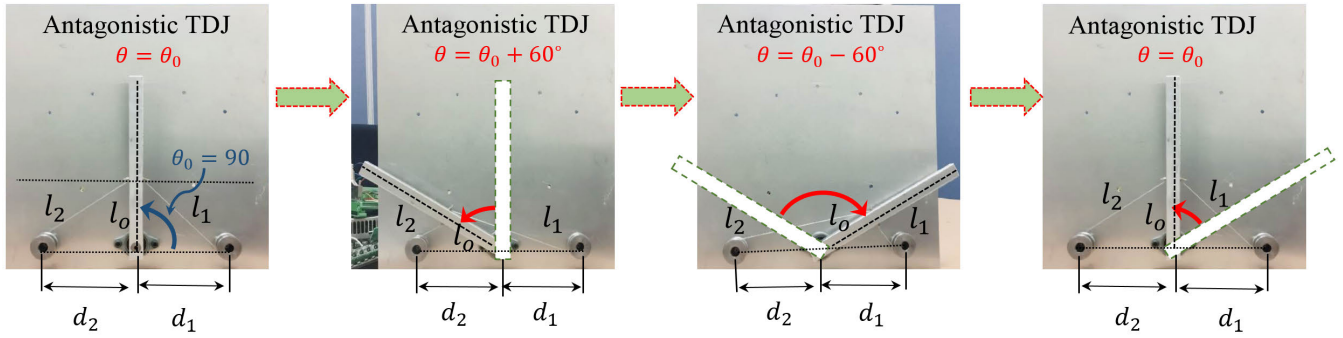 Antagonistic TDJ
θ = θ₀
θ₀ = 90
l₂
lₒ
l₁
d₂
d₁
Antagonistic TDJ
θ = θ₀ + 60°
l₂
lₒ
l₁
d₂
d₁
Antagonistic TDJ
θ = θ₀ − 60°
l₂
lₒ
l₁
d₂
d₁
Antagonistic TDJ
θ = θ₀
l₂
lₒ
l₁
d₂
d₁